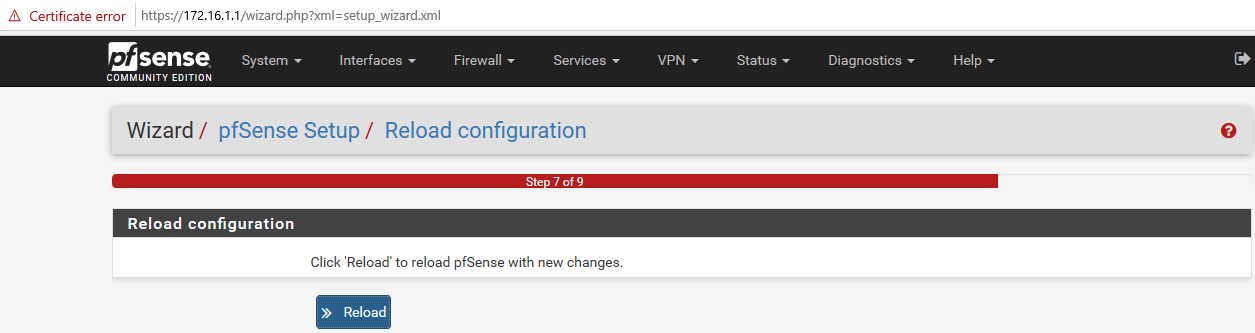 Certificate error https://172.16.1.1/wizard.php?xml=setup_wizard.xml
pfsense System Interfaces Firewall Services VPN Status Diagnostics Help
COMMUNITY EDITION
Wizard / pfSense Setup / Reload configuration
Step 7 of 9
Reload configuration
Click 'Reload' to reload pfSense with new changes.
Reload